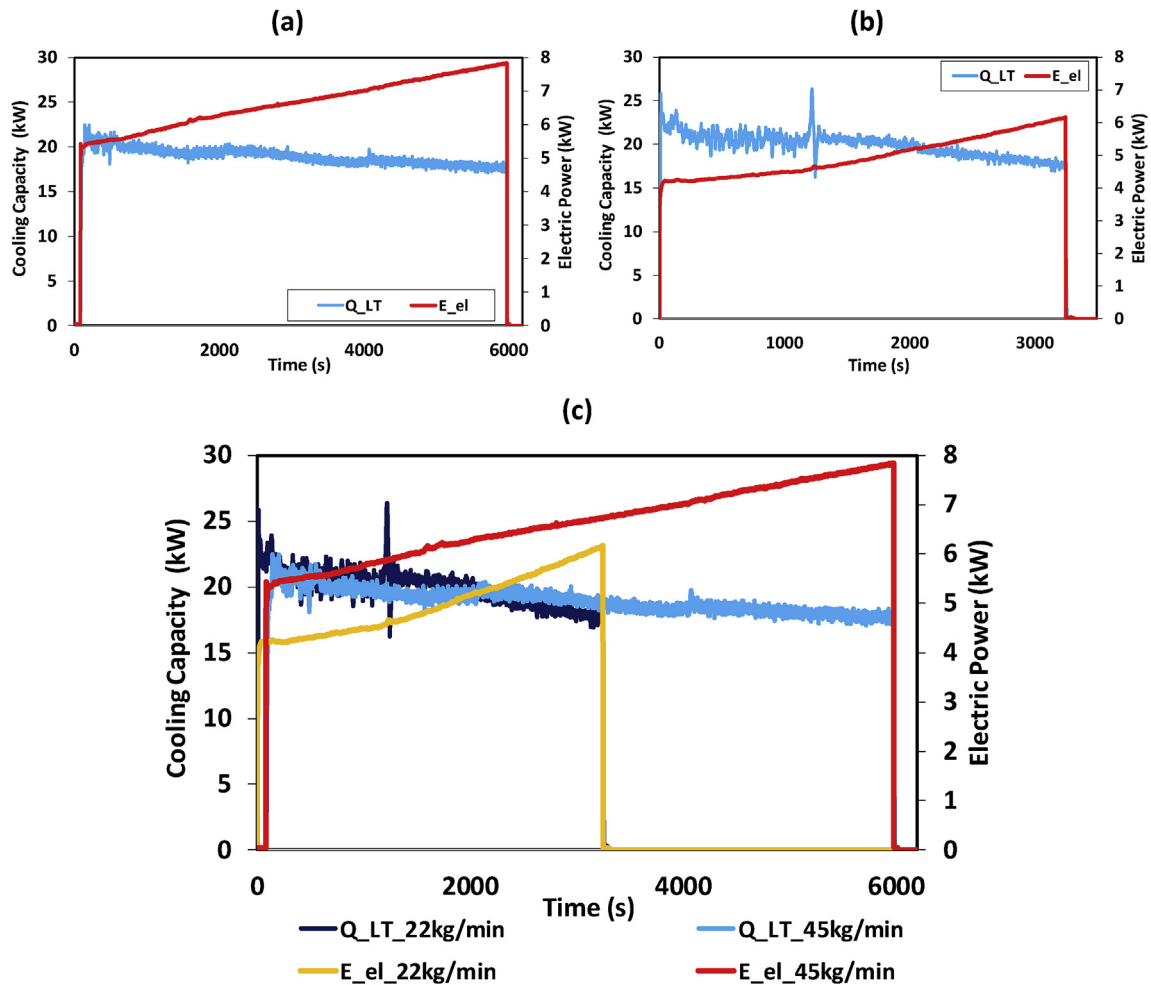 (a)
30
25
20
15
10
5
0
Cooling Capacity (kW)
8
7
6
5
4
3
2
1
0
Electric Power (kW)
Q_LT E_el
0 2000 4000 6000
Time (s)
(b)
30
25
20
15
10
5
0
Cooling Capacity (kW)
8
7
6
5
4
3
2
1
0
Electric Power (kW)
Q_LT E_el
0 1000 2000 3000
Time (s)
(c)
30
25
20
15
10
5
0
Cooling Capacity (kW)
8
7
6
5
4
3
2
1
0
Electric Power (kW)
0 2000 4000 6000
Time (s)
Q_LT_22kg/min Q_LT_45kg/min
E_el_22kg/min E_el_45kg/min